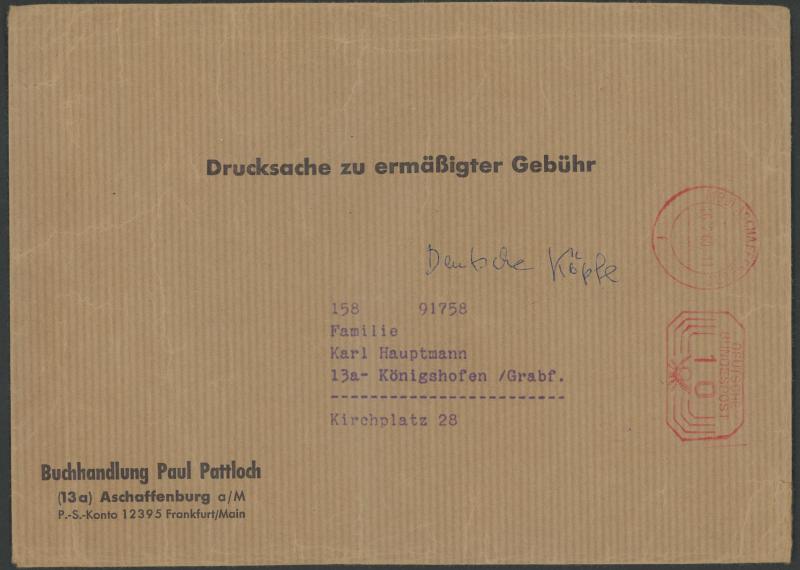 Drucksache zu ermäßigter Gebühr
Deutsche Köpfe
158 91758
Familie
Karl Hauptmann
13a- Königshofen /Grabf.
------------------------
Kirchplatz 28
DEUTSCHE
BUNDESPOST
10
Buchhandlung Paul Pattloch
(13a) Aschaffenburg a/M
P.-S.-Konto 12395 Frankfurt/Main